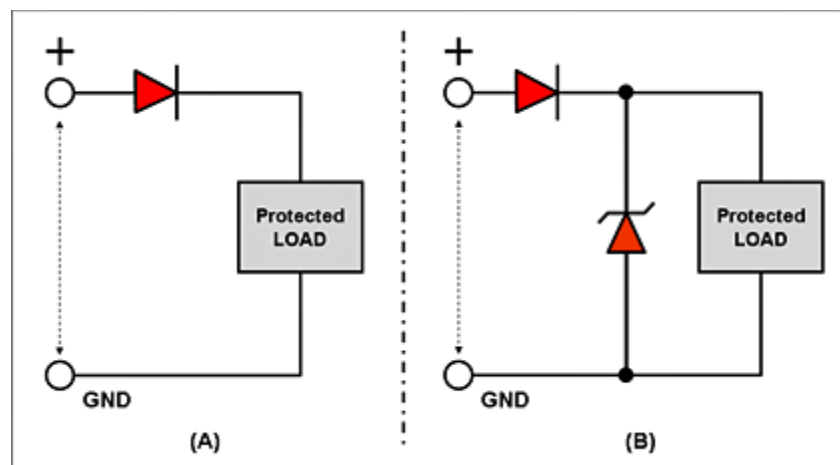 +
Protected
LOAD
GND
(A)
+
Protected
LOAD
GND
(B)